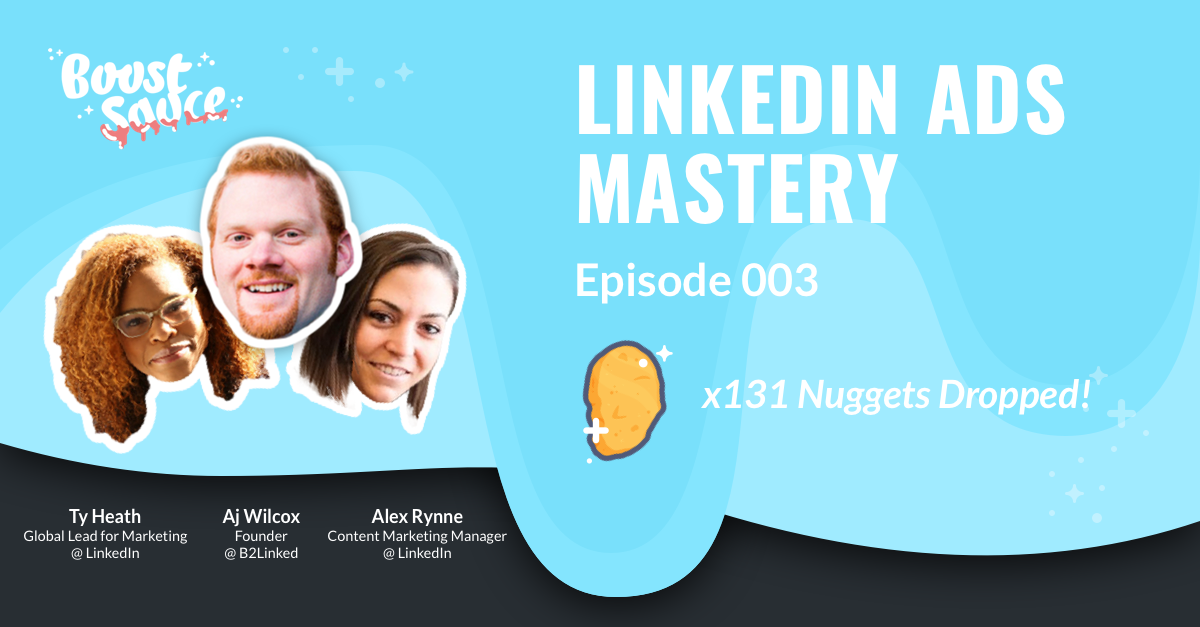 Boost
Sauce
LINKEDIN ADS
MASTERY
Episode 003
x131 Nuggets Dropped!
Ty Heath
Global Lead for Marketing
@ LinkedIn
Aj Wilcox
Founder
@ B2Linked
Alex Rynne
Content Marketing Manager
@ LinkedIn